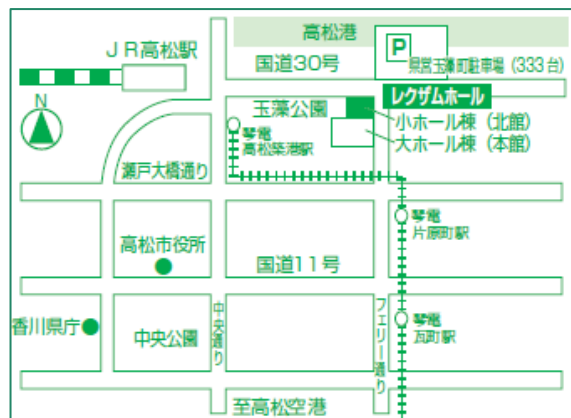 高松港
JR高松駅
国道30号
P
県営玉藻町駐車場(333台)
レクザムホール
N
玉藻公園
小ホール棟(北館)
大ホール棟(本館)
琴電
高松築港駅
瀬戸大橋通り
琴電
片原町駅
高松市役所
国道11号
香川県庁
中央公園
中央通り
フェリー通り
琴電
瓦町駅
至高松空港